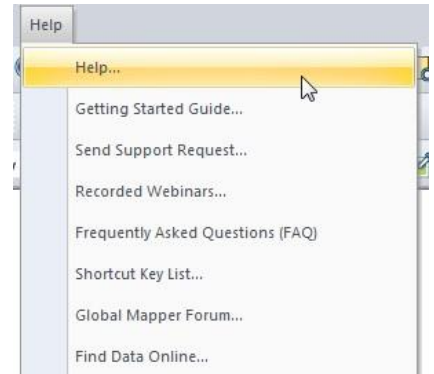 Help
Help...
Getting Started Guide...
Send Support Request...
Recorded Webinars...
Frequently Asked Questions (FAQ)
Shortcut Key List...
Global Mapper Forum...
Find Data Online...